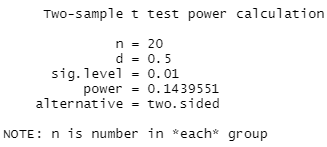 Two-sample t test power calculation
n = 20
d = 0.5
sig.level = 0.01
power = 0.1439551
alternative = two.sided
NOTE: n is number in *each* group